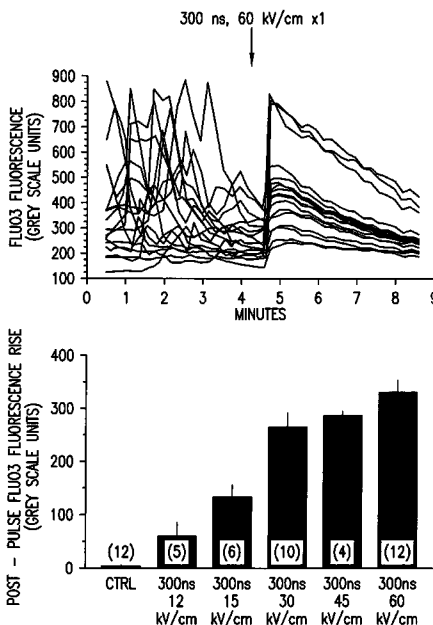 300 ns, 60 kV/cm x1
FLUO3 FLUORESCENCE
(GREY SCALE UNITS)
900
800
700
600
500
400
300
200
100
0 1 2 3 4 5 6 7 8 9
MINUTES
POST - PULSE FLUO3 FLUORESCENCE RISE
(GREY SCALE UNITS)
400
300
200
100
0
(12) (5) (6) (10) (4) (12)
CTRL 300ns 300ns 300ns 300ns 300ns
12 15 30 45 60
kV/cm kV/cm kV/cm kV/cm kV/cm